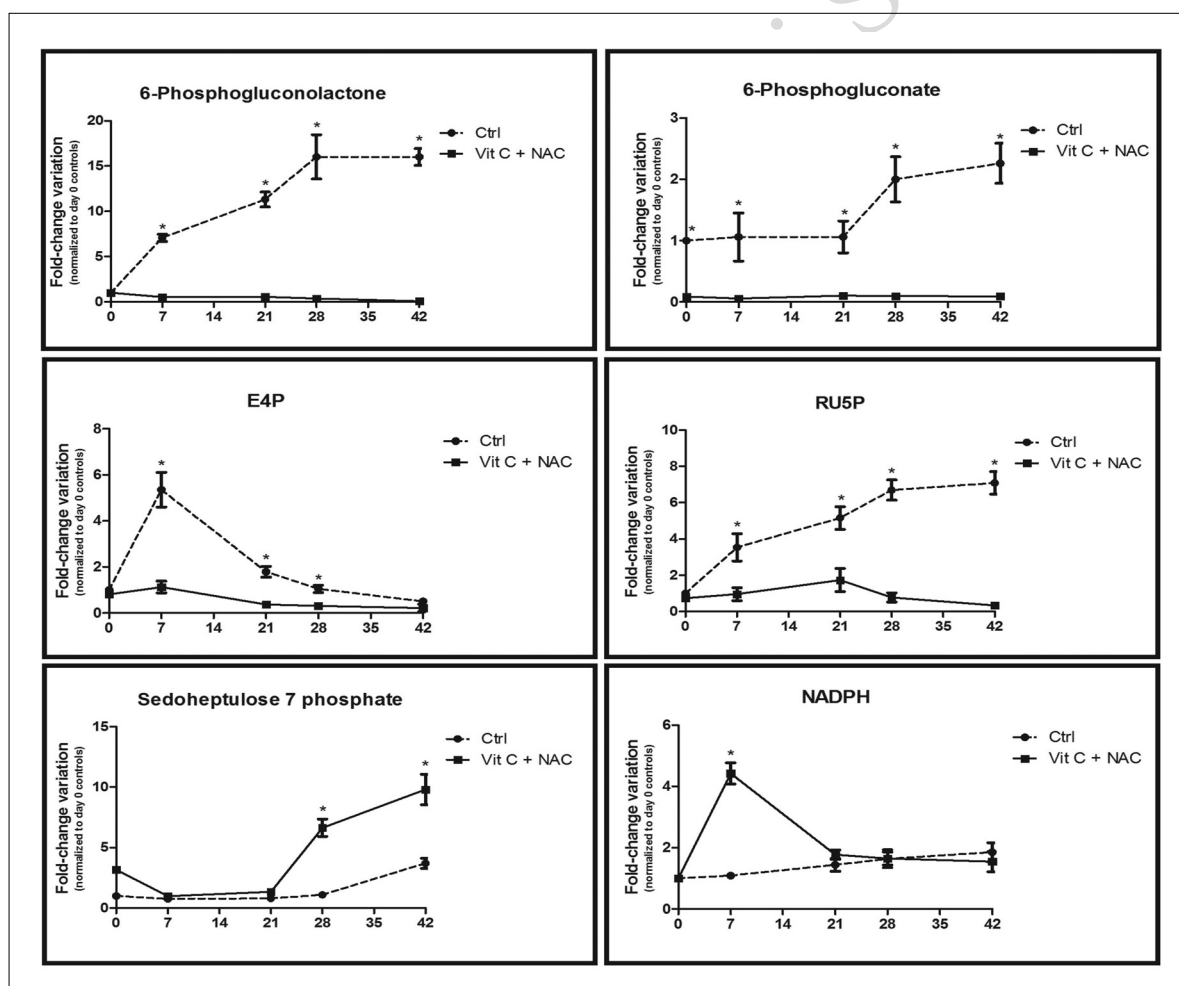 6-Phosphogluconolactone
Fold-change variation
(normalized to day 0 controls)
20
15
10
5
0
0 7 14 21 28 35 42
* * * *
Ctrl
Vit C + NAC
6-Phosphogluconate
Fold-change variation
(normalized to day 0 controls)
3
2
1
0
0 7 14 21 28 35 42
* * * * *
Ctrl
Vit C + NAC
E4P
Fold-change variation
(normalized to day 0 controls)
8
6
4
2
0
0 7 14 21 28 35 42
* * *
Ctrl
Vit C + NAC
RU5P
Fold-change variation
(normalized to day 0 controls)
10
8
6
4
2
0
0 7 14 21 28 35 42
* * * *
Ctrl
Vit C + NAC
Sedoheptulose 7 phosphate
Fold-change variation
(normalized to day 0 controls)
15
10
5
0
0 7 14 21 28 35 42
* *
Ctrl
Vit C + NAC
NADPH
Fold-change variation
(normalized to day 0 controls)
6
4
2
0
0 7 14 21 28 35 42
*
Ctrl
Vit C + NAC